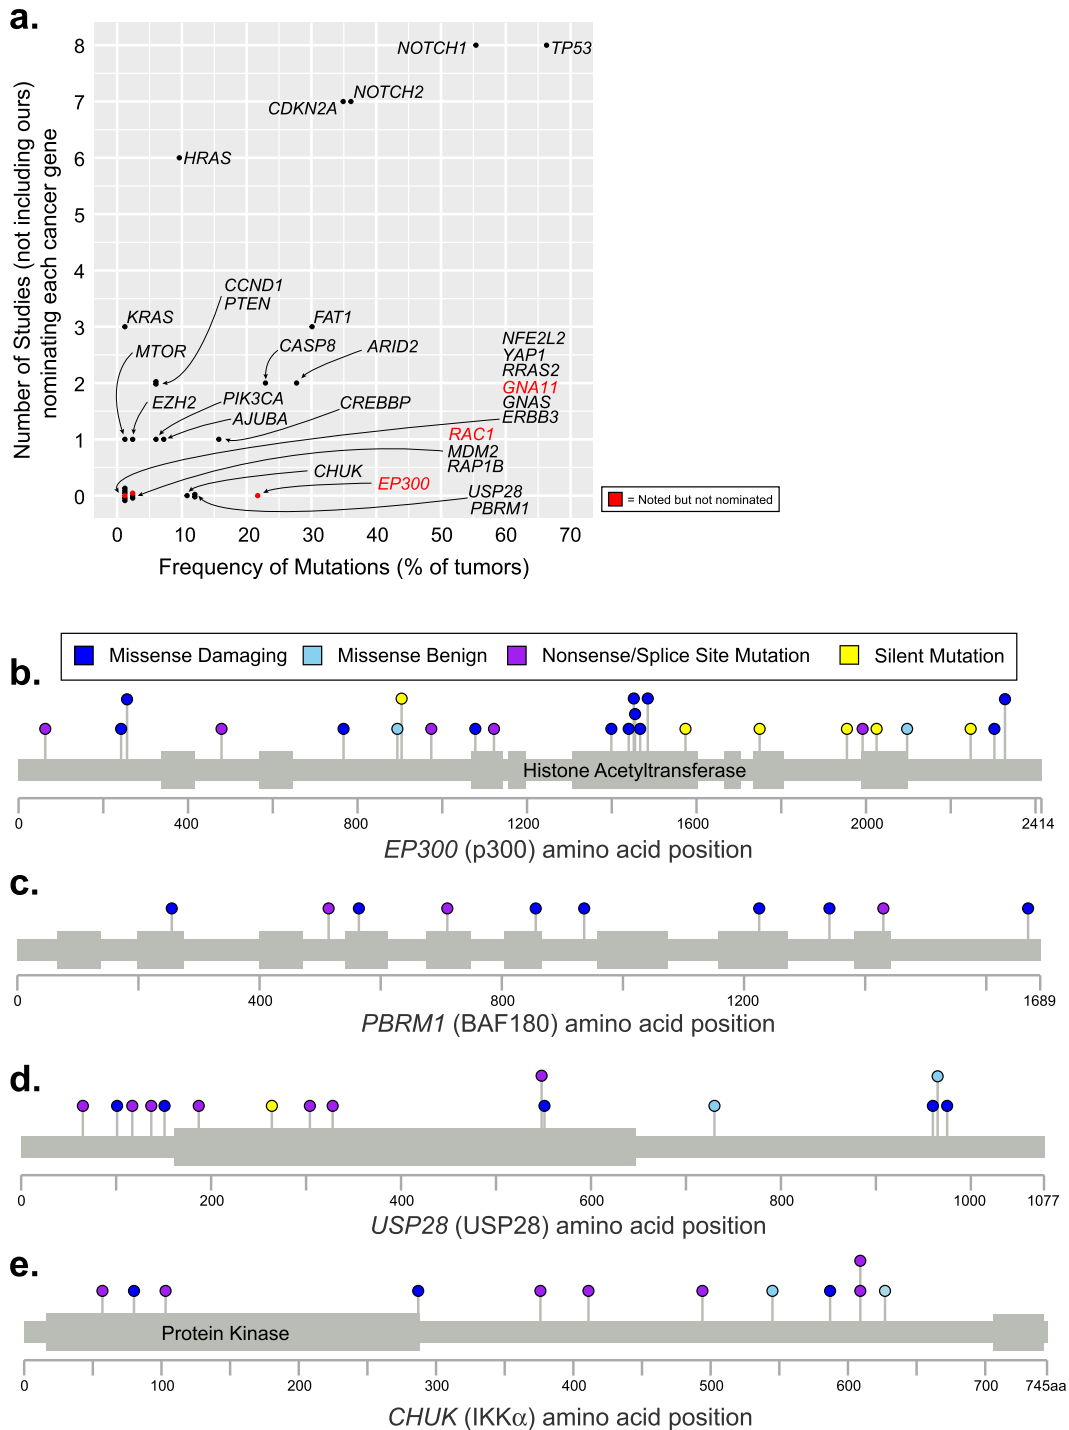 a.
Number of Studies (not including ours)
nominating each cancer gene
8
7
6
5
4
3
2
1
0
NOTCH1
TP53
NOTCH2
CDKN2A
HRAS
CCND1
PTEN
KRAS
FAT1
MTOR
CASP8
ARID2
NFE2L2
YAP1
RRAS2
GNA11
GNAS
ERBB3
EZH2
PIK3CA
AJUBA
CREBBP
RAC1
MDM2
RAP1B
CHUK
EP300
USP28
PBRM1
= Noted but not nominated
0 10 20 30 40 50 60 70
Frequency of Mutations (% of tumors)
Missense Damaging Missense Benign Nonsense/Splice Site Mutation Silent Mutation
b.
Histone Acetyltransferase
0 400 800 1200 1600 2000 2414
EP300 (p300) amino acid position
c.
0 400 800 1200 1689
PBRM1 (BAF180) amino acid position
d.
0 200 400 600 800 1000 1077
USP28 (USP28) amino acid position
e.
Protein Kinase
0 100 200 300 400 500 600 700 745aa
CHUK (IKKα) amino acid position